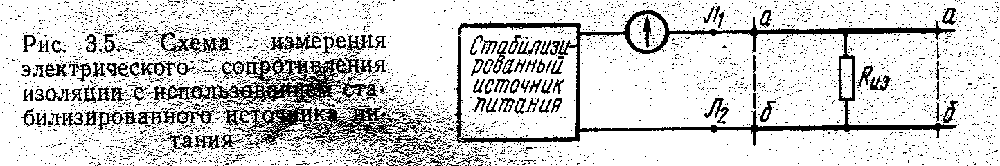 Рис. 3.5. Схема измерения
электрического сопротивления
изоляции с использованием ста-
билизированного источника пи-
тания
Стабилизи-
рованный
источник
питания
Л1
а
а
Rиз
Л2
б
б